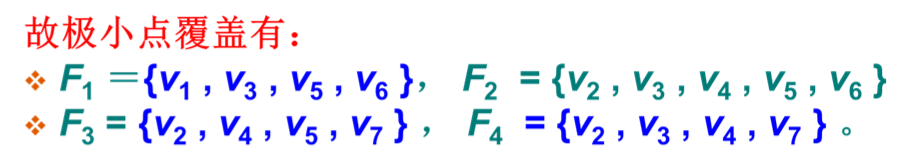 故极小点覆盖有：
❖ F₁ ＝{v₁ , v₃ , v₅ , v₆ }， F₂ = {v₂ , v₃ , v₄ , v₅ , v₆ }
❖ F₃ = {v₂ , v₄ , v₅ , v₇ } ， F₄ = {v₂ , v₃ , v₄ , v₇ } 。